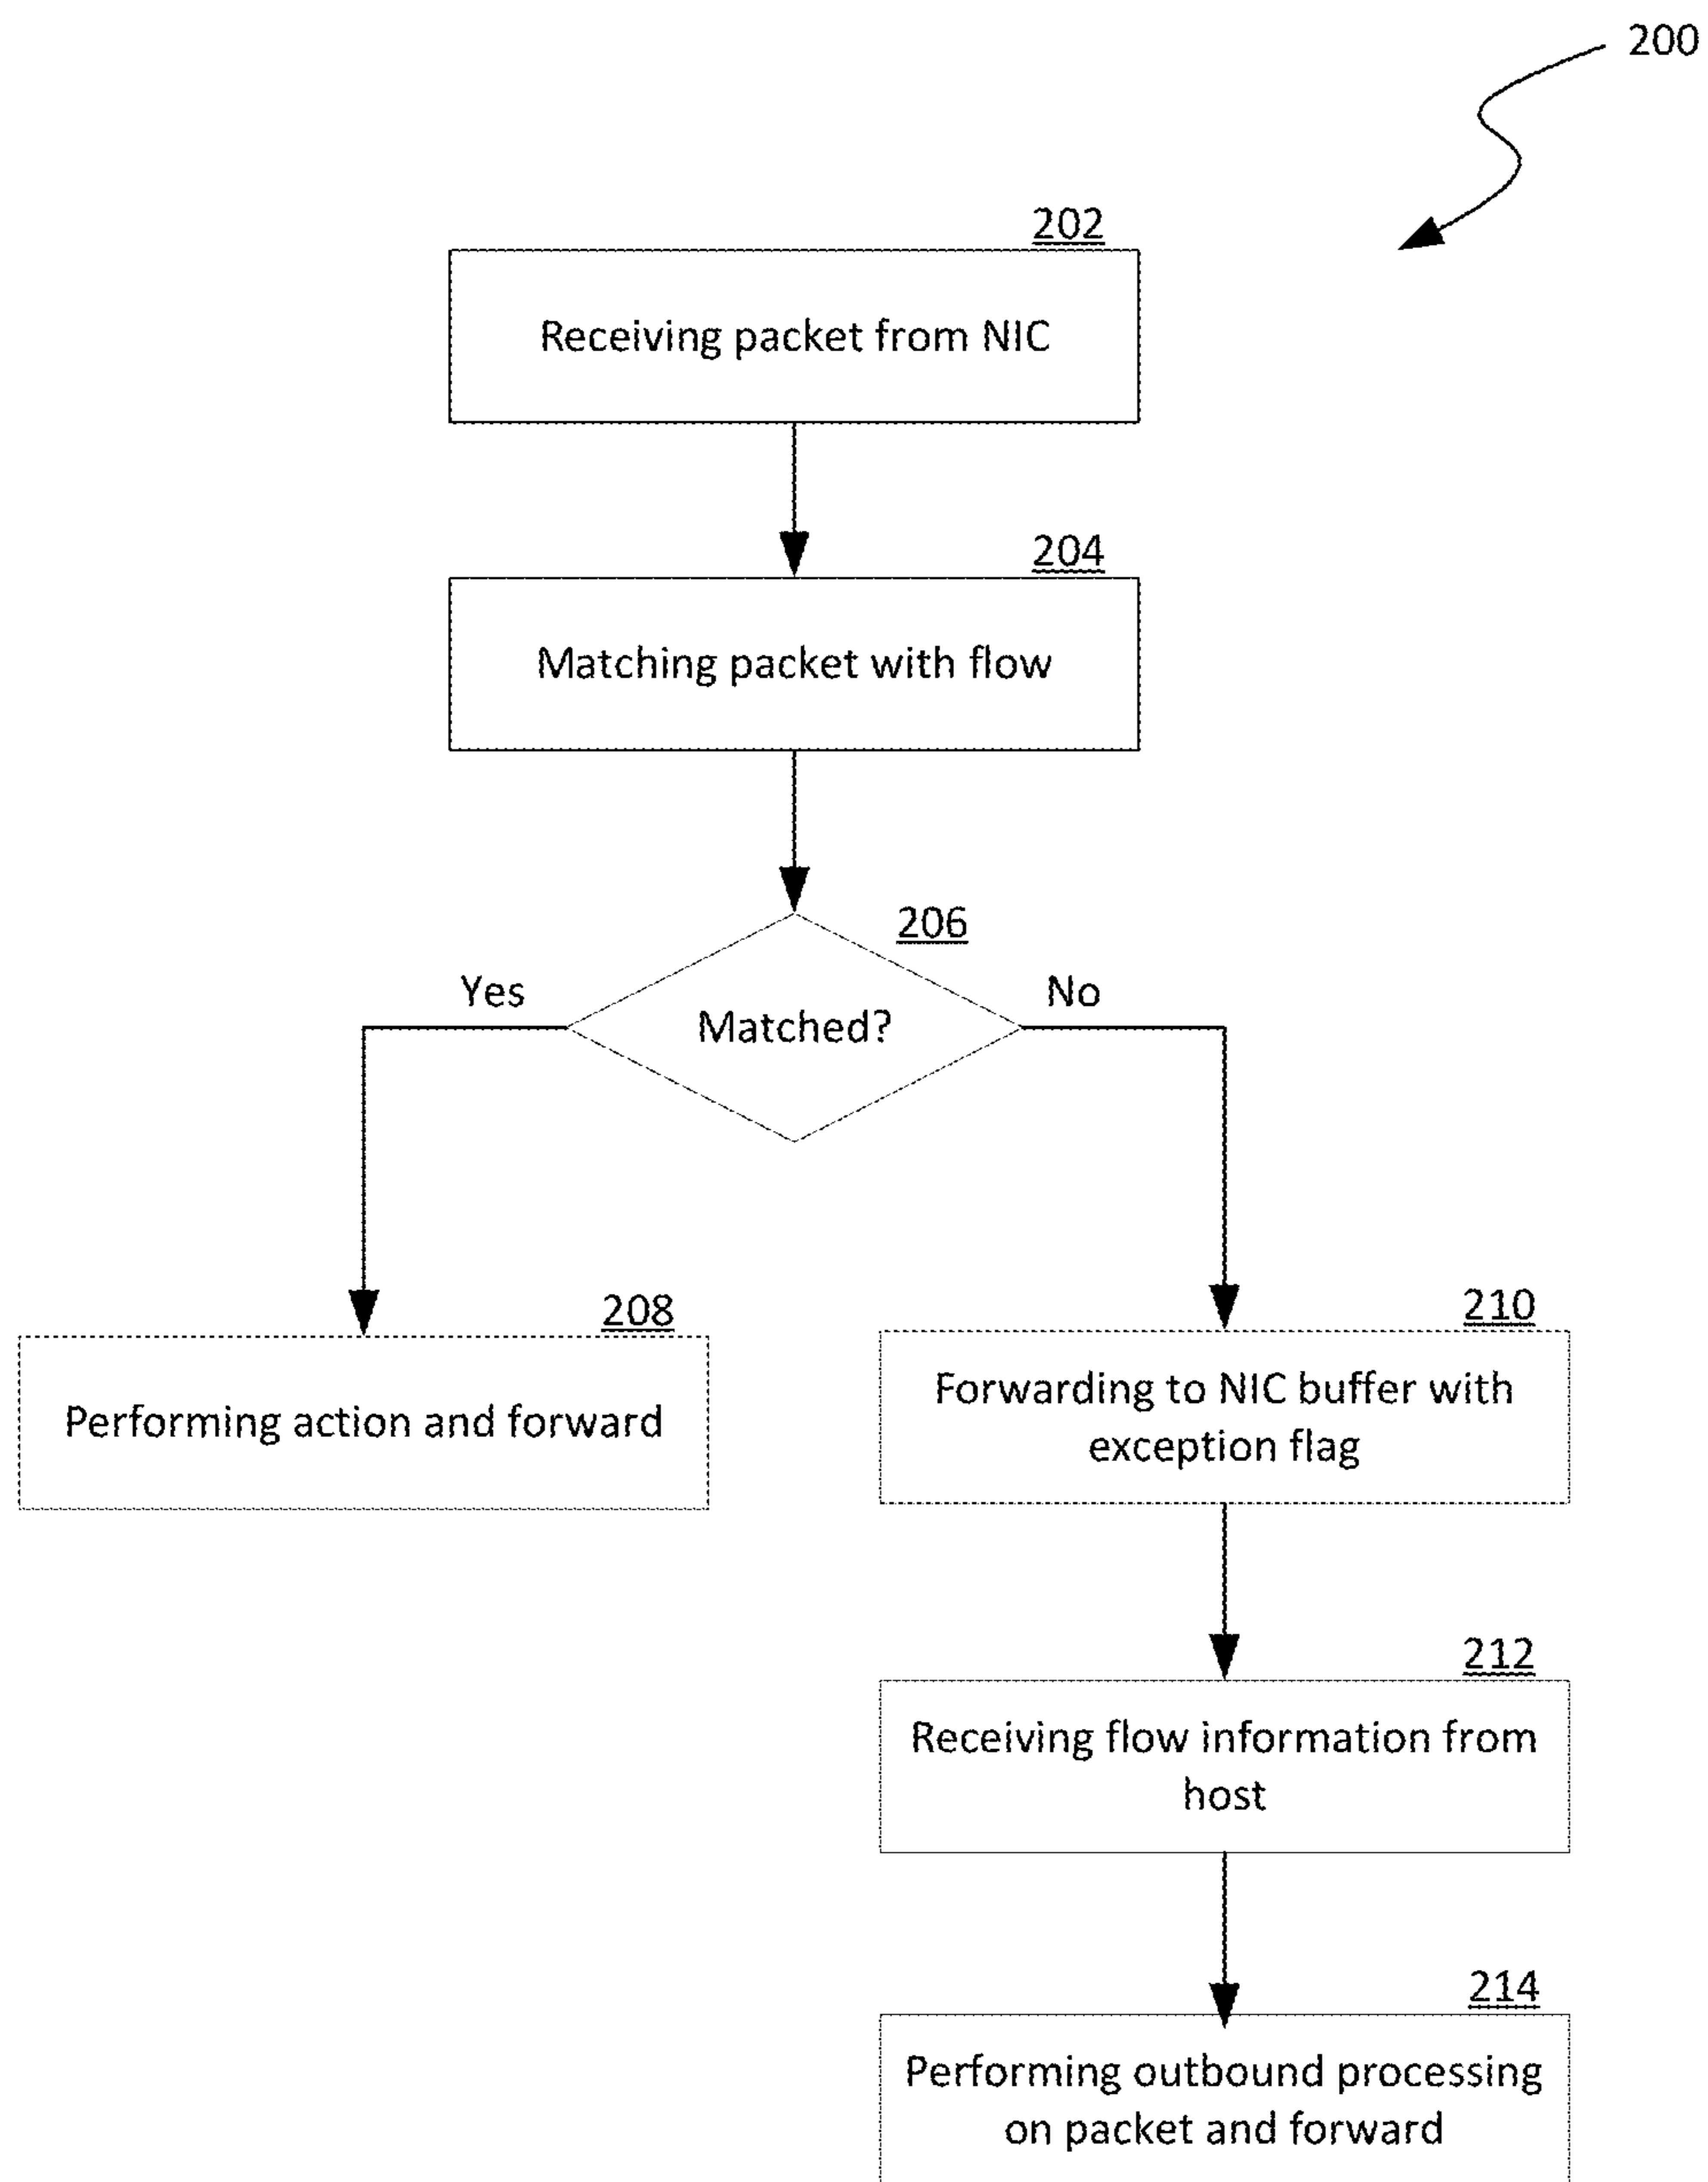 200
202
Receiving packet from NIC
204
Matching packet with flow
206
Yes
No
Matched?
208
Performing action and forward
210
Forwarding to NIC buffer with
exception flag
212
Receiving flow information from
host
214
Performing outbound processing
on packet and forward